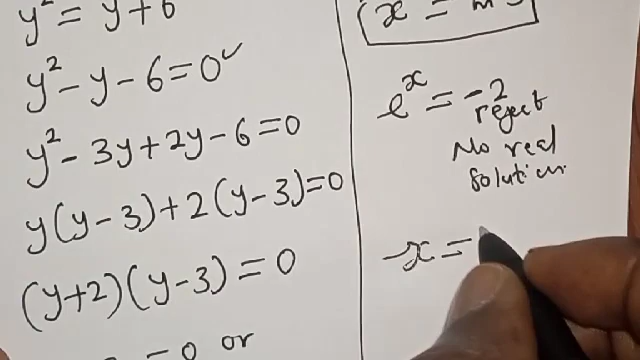 y² = y + 6
y² - y - 6 = 0 ✓
y² - 3y + 2y - 6 = 0
y(y - 3) + 2(y - 3) = 0
(y + 2)(y - 3) = 0
= 0 or
x =
e^x = -2
reject
No real
solution.
x =